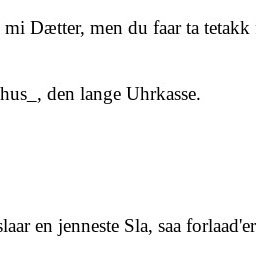 mi Dætter, men du faar ta tetakk
hus_, den lange Uhrkasse.
slaar en jenneste Sla, saa forlaad'er